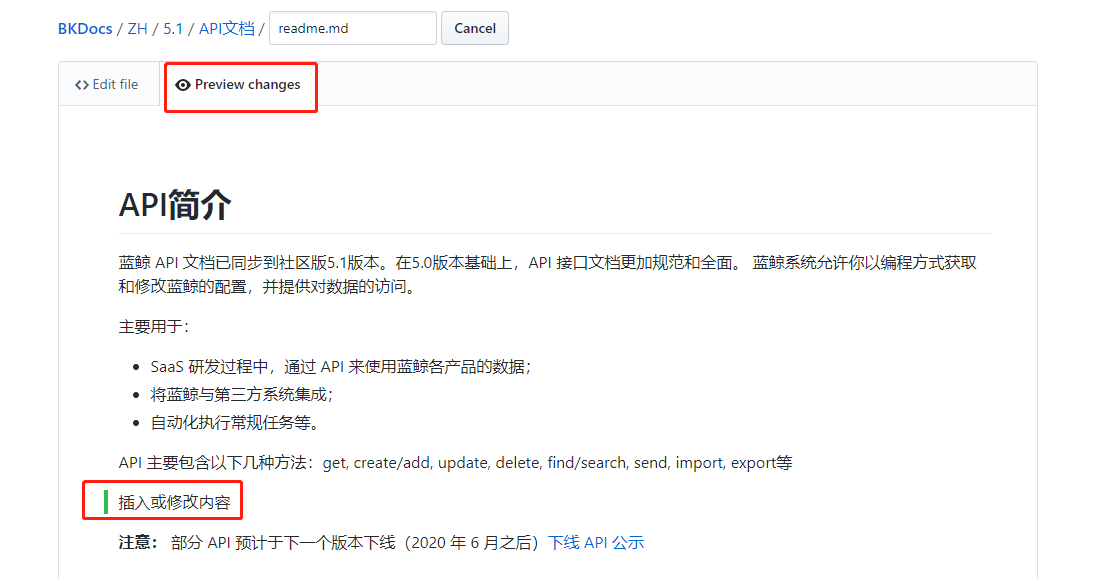 BKDocs / ZH / 5.1 / API文档 / readme.md Cancel
Edit file Preview changes
API简介
蓝鲸 API 文档已同步到社区版5.1版本。在5.0版本基础上，API 接口文档更加规范和全面。 蓝鲸系统允许你以编程方式获取
和修改蓝鲸的配置，并提供对数据的访问。
主要用于：
SaaS 研发过程中，通过 API 来使用蓝鲸各产品的数据；
将蓝鲸与第三方系统集成；
自动化执行常规任务等。
API 主要包含以下几种方法：get, create/add, update, delete, find/search, send, import, export等
插入或修改内容
注意： 部分 API 预计于下一个版本下线（2020 年 6 月之后）下线 API 公示